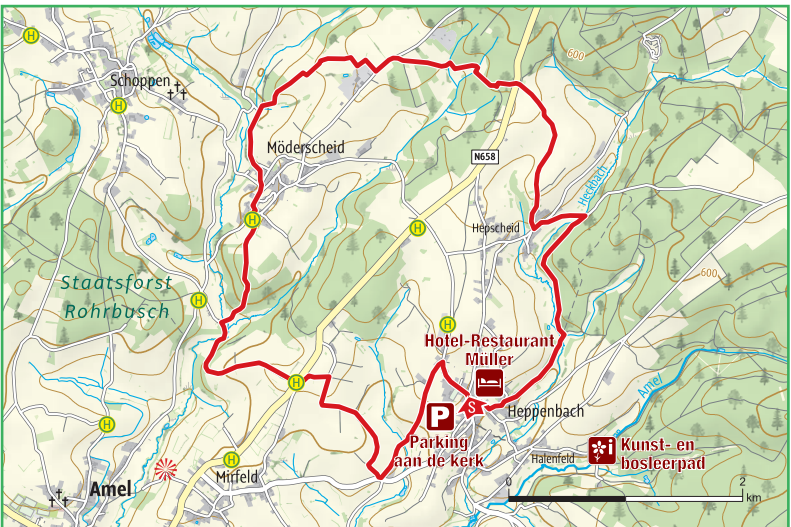 H
600
Schoppen
H
Möderscheid
N658
Heckbach
H
H
Hepscheid
600
Staatsforst
Rohrbusch
H
H
Hotel-Restaurant
Müller
H
Amel
P
S
Heppenbach
H
Parking
aan de kerk
Kunst- en
bosleerpad
i
Halenfeld
H
Mirfeld
Amel
0
2
km